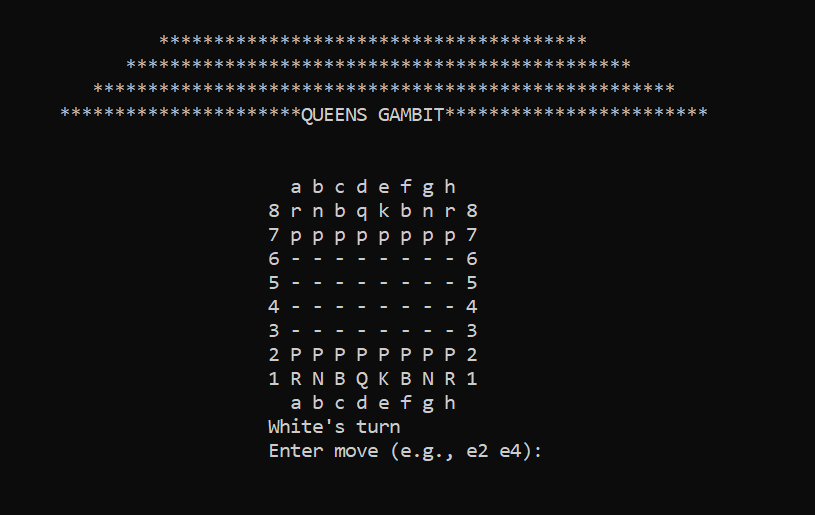 ***************************************
**********************************************
*****************************************************
**********************QUEENS GAMBIT************************
a b c d e f g h
8 r n b q k b n r 8
7 p p p p p p p p 7
6 - - - - - - - - 6
5 - - - - - - - - 5
4 - - - - - - - - 4
3 - - - - - - - - 3
2 P P P P P P P P 2
1 R N B Q K B N R 1
a b c d e f g h
White's turn
Enter move (e.g., e2 e4):